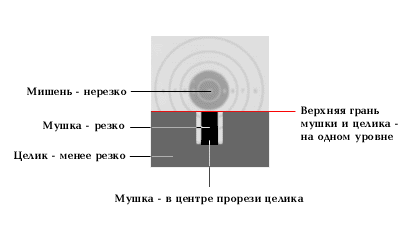 Мишень - нерезко
Мушка - резко
Целик - менее резко
Верхняя грань
мушки и целика -
на одном уровне
Мушка - в центре прорези целика